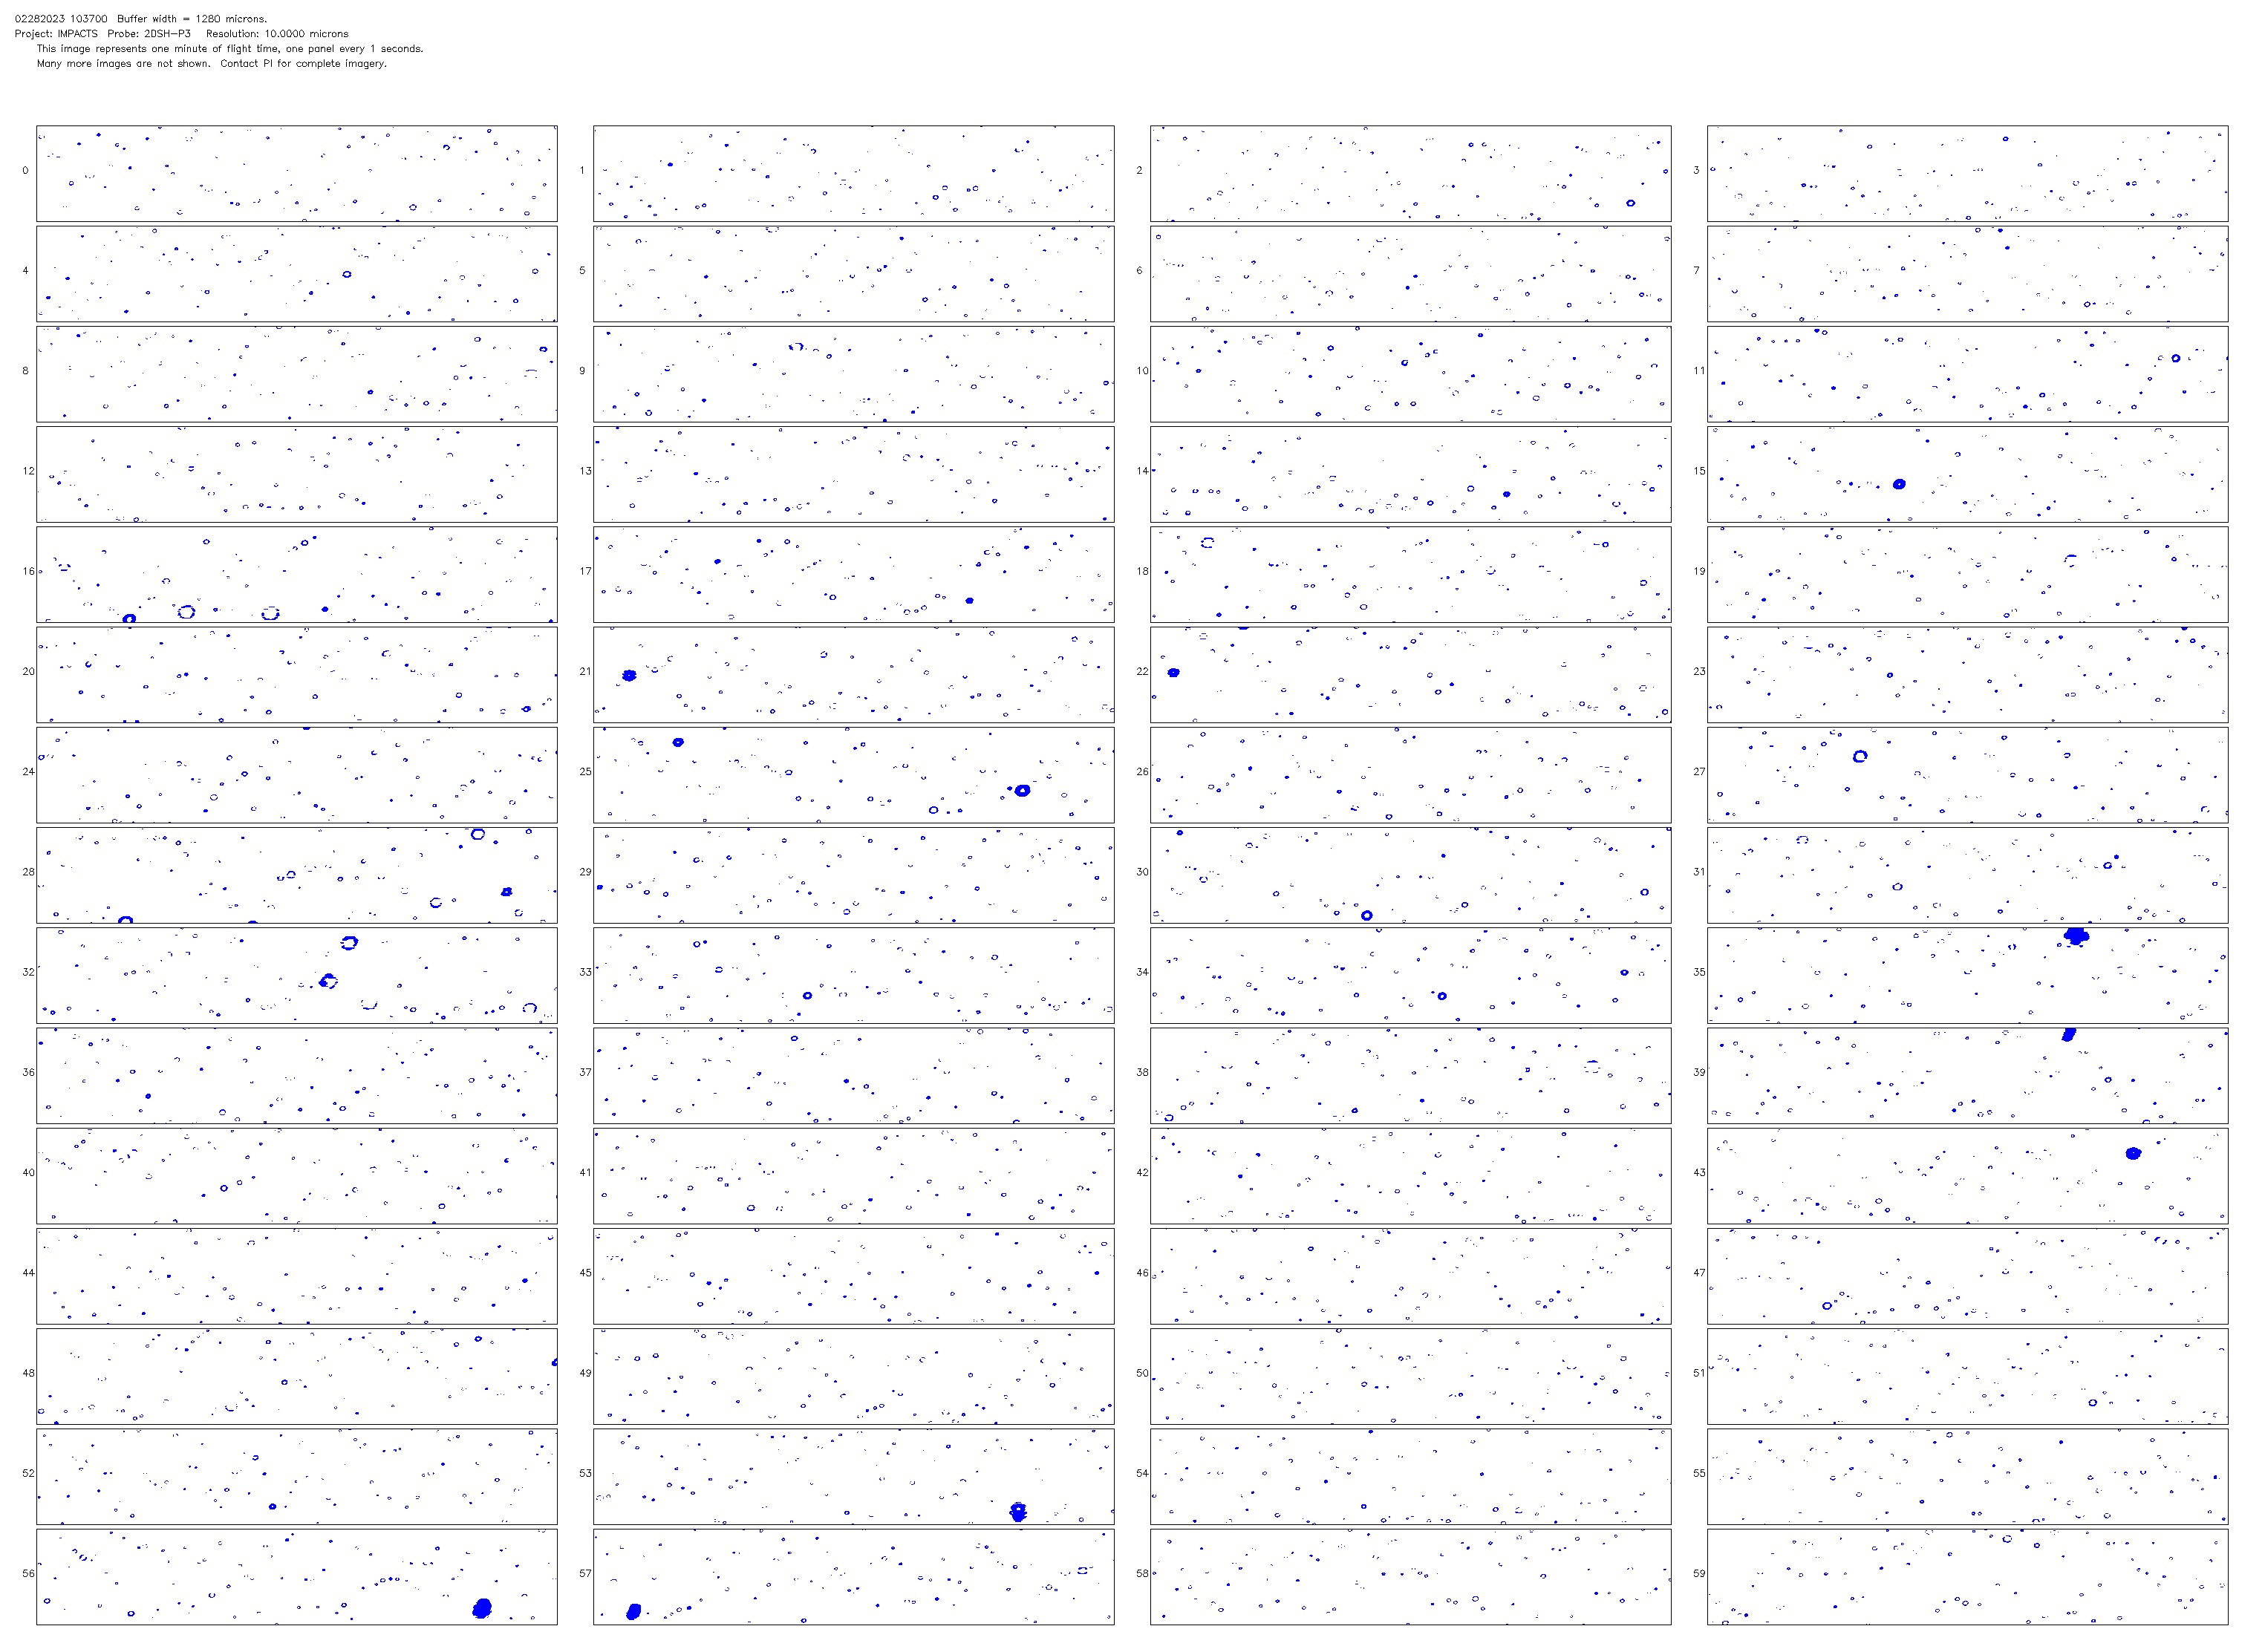 02282023 103700 Buffer width = 1280 microns.
Project: IMPACTS Probe: 2DSH-P3 Resolution: 10.0000 microns
This image represents one minute of flight time, one panel every 1 seconds.
Many more images are not shown. Contact PI for complete imagery.
0 1 2 3
4 5 6 7
8 9 10 11
12 13 14 15
16 17 18 19
20 21 22 23
24 25 26 27
28 29 30 31
32 33 34 35
36 37 38 39
40 41 42 43
44 45 46 47
48 49 50 51
52 53 54 55
56 57 58 59